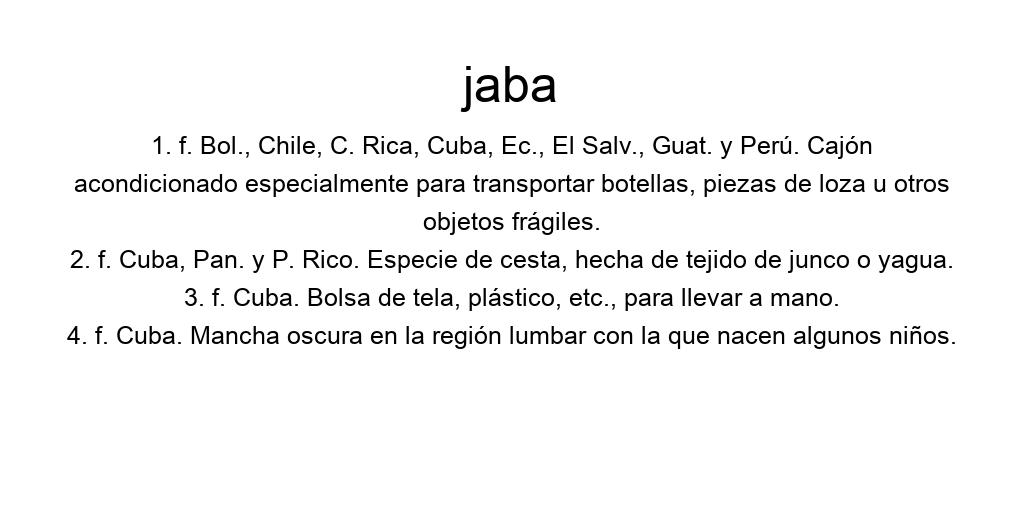 jaba
1. f. Bol., Chile, C. Rica, Cuba, Ec., El Salv., Guat. y Perú. Cajón
acondicionado especialmente para transportar botellas, piezas de loza u otros
objetos frágiles.
2. f. Cuba, Pan. y P. Rico. Especie de cesta, hecha de tejido de junco o yagua.
3. f. Cuba. Bolsa de tela, plástico, etc., para llevar a mano.
4. f. Cuba. Mancha oscura en la región lumbar con la que nacen algunos niños.